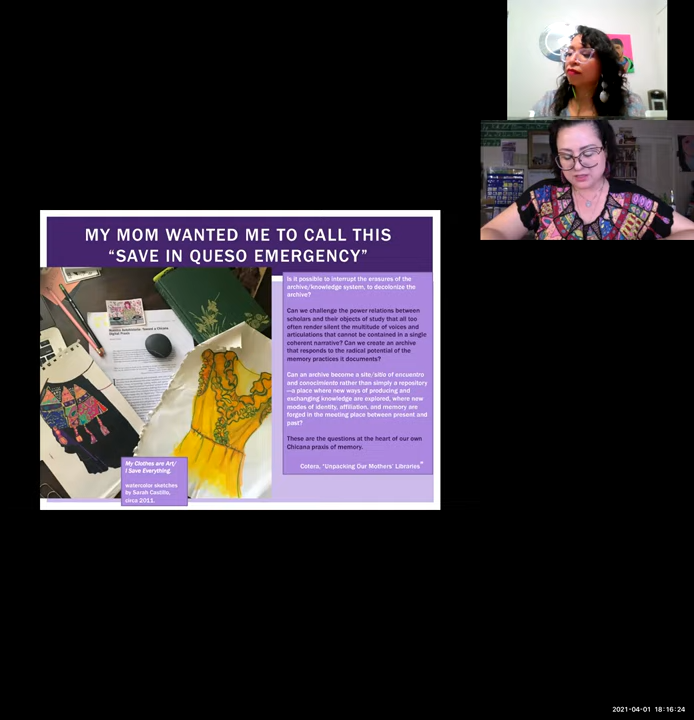 MY MOM WANTED ME TO CALL THIS
“SAVE IN QUESO EMERGENCY”
Is it possible to interrupt the erasures of the
archive/knowledge system, to decolonize the
archive?
Can we challenge the power relations between
scholars and their objects of study that all too
often render silent the multitude of voices and
articulations that cannot be contained in a single
coherent narrative? Can we create an archive
that responds to the radical potential of the
memory practices it documents?
Can an archive become a site/sitio of encuentro
and conocimiento rather than simply a repository
—a place where new ways of producing and
exchanging knowledge are explored, where new
modes of identity, affiliation, and memory are
forged in the meeting place between present and
past?
These are the questions at the heart of our own
Chicana praxis of memory.
Cotera, “Unpacking Our Mothers’ Libraries”
My Clothes are Art/
I Save Everything.
watercolor sketches
by Sarah Castillo,
circa 2011.
2021-04-01 18:16:24